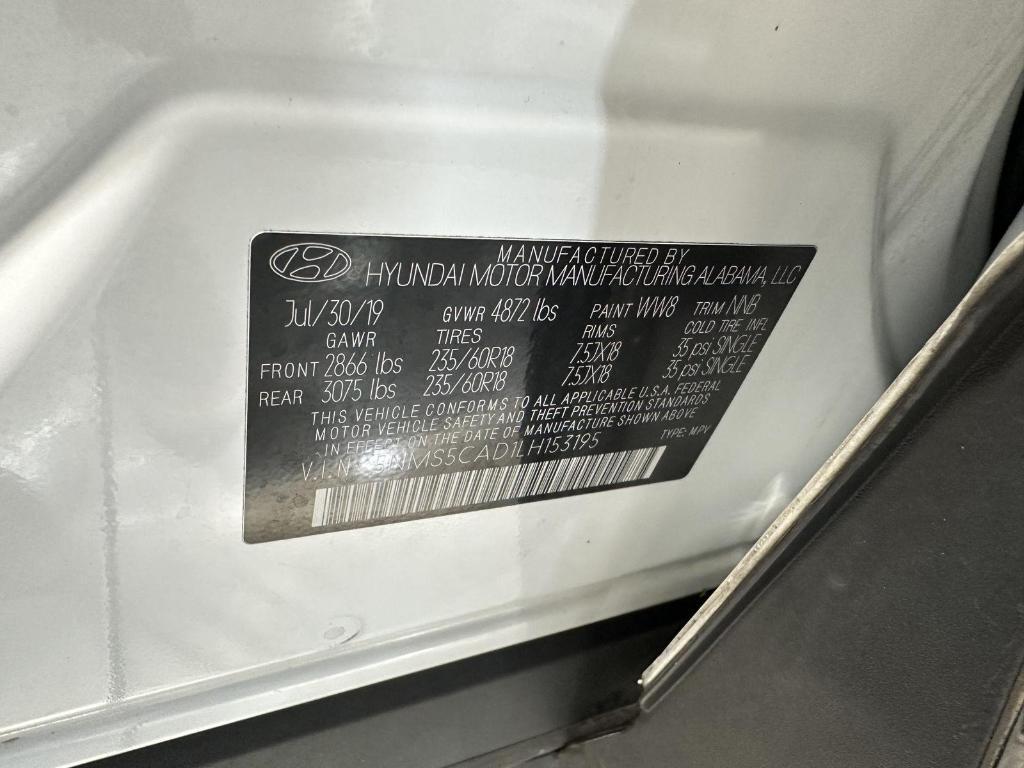 MANUFACTURED BY
HYUNDAI MOTOR MANUFACTURING ALABAMA, LLC
Jul/30/19 GVWR 4872 lbs PAINT WW8 TRIM NNB
GAWR TIRES RIMS COLD TIRE INFL
FRONT 2866 lbs 235/60R18 7.5JX18 35 psi SINGLE
REAR 3075 lbs 235/60R18 7.5JX18 35 psi SINGLE
THIS VEHICLE CONFORMS TO ALL APPLICABLE U.S.A. FEDERAL
MOTOR VEHICLE SAFETY AND THEFT PREVENTION STANDARDS
IN EFFECT ON THE DATE OF MANUFACTURE SHOWN ABOVE
V.I.N. TYPE: MPV